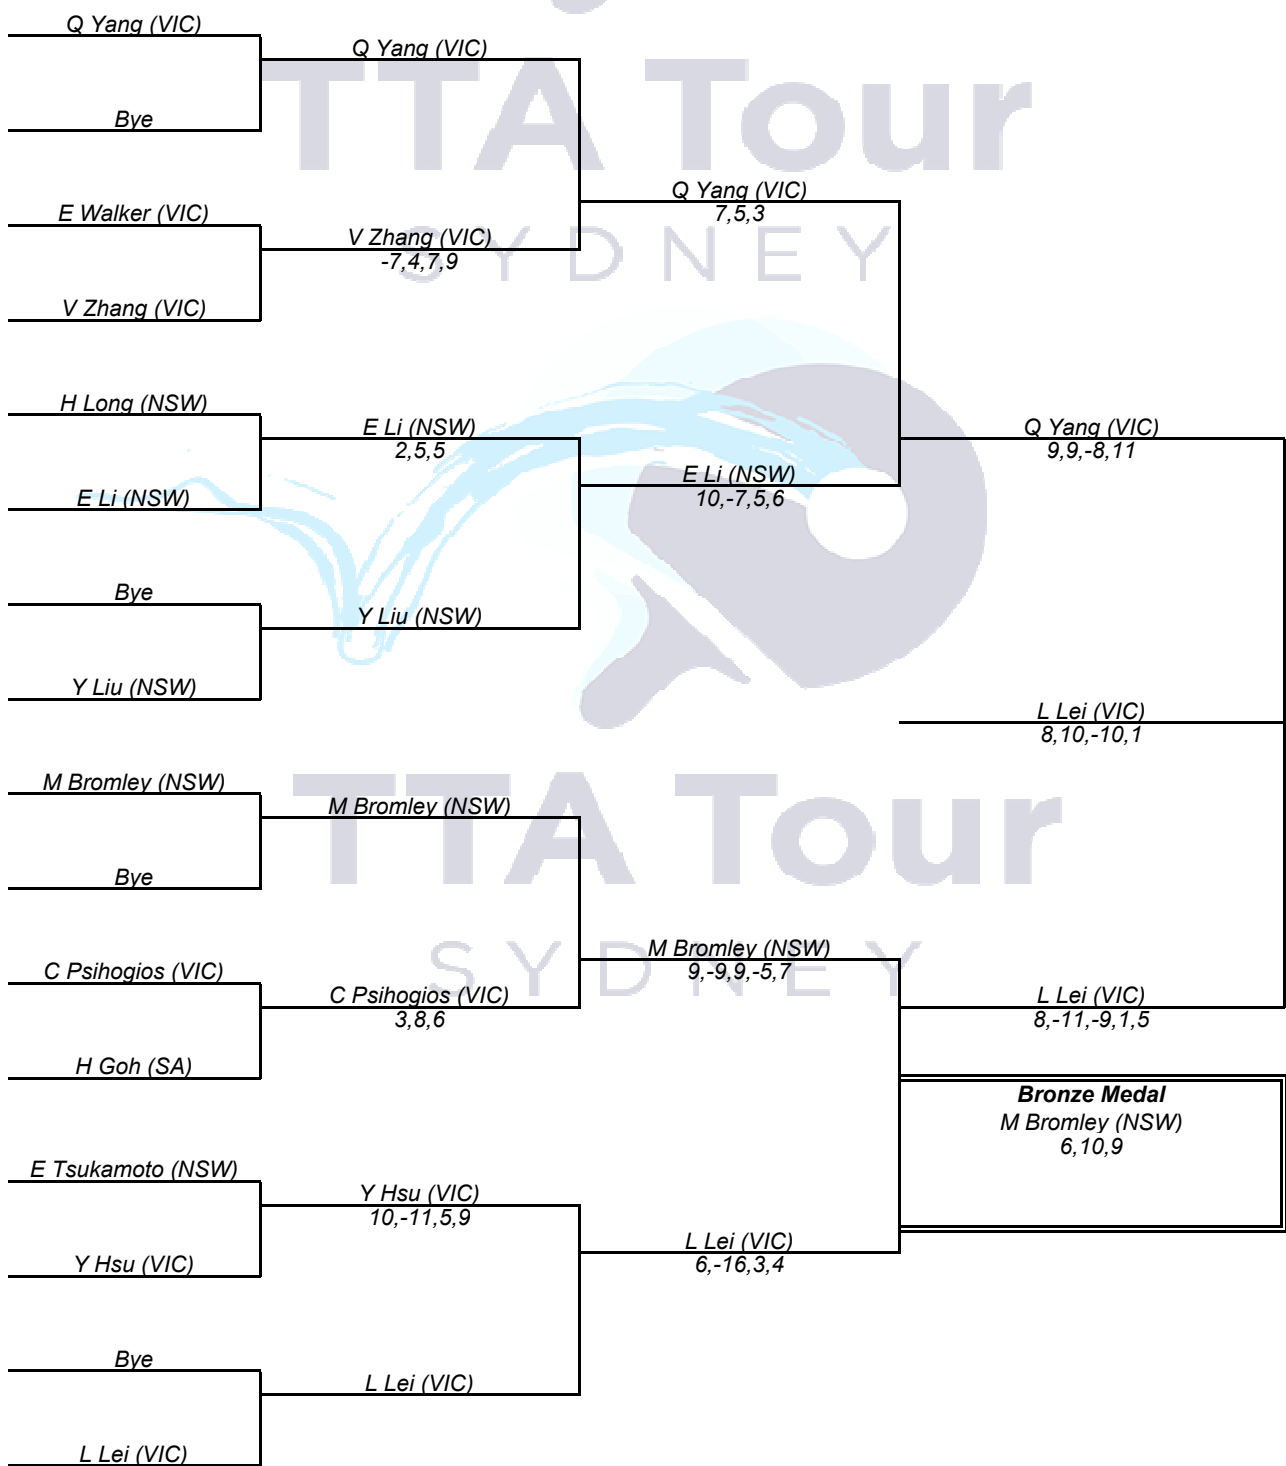 Q Yang (VIC)
Bye
E Walker (VIC)
V Zhang (VIC)
H Long (NSW)
E Li (NSW)
Bye
Y Liu (NSW)
M Bromley (NSW)
Bye
C Psihogios (VIC)
H Goh (SA)
E Tsukamoto (NSW)
Y Hsu (VIC)
Bye
L Lei (VIC)
Q Yang (VIC)
V Zhang (VIC)
-7,4,7,9
E Li (NSW)
2,5,5
Y Liu (NSW)
M Bromley (NSW)
C Psihogios (VIC)
3,8,6
Y Hsu (VIC)
10,-11,5,9
L Lei (VIC)
Q Yang (VIC)
7,5,3
E Li (NSW)
10,-7,5,6
M Bromley (NSW)
9,-9,9,-5,7
L Lei (VIC)
6,-16,3,4
Q Yang (VIC)
9,9,-8,11
L Lei (VIC)
8,10,-10,1
L Lei (VIC)
8,-11,-9,1,5
Bronze Medal
M Bromley (NSW)
6,10,9
TTA Tour
SYDNEY
TTA Tour
SYDNEY